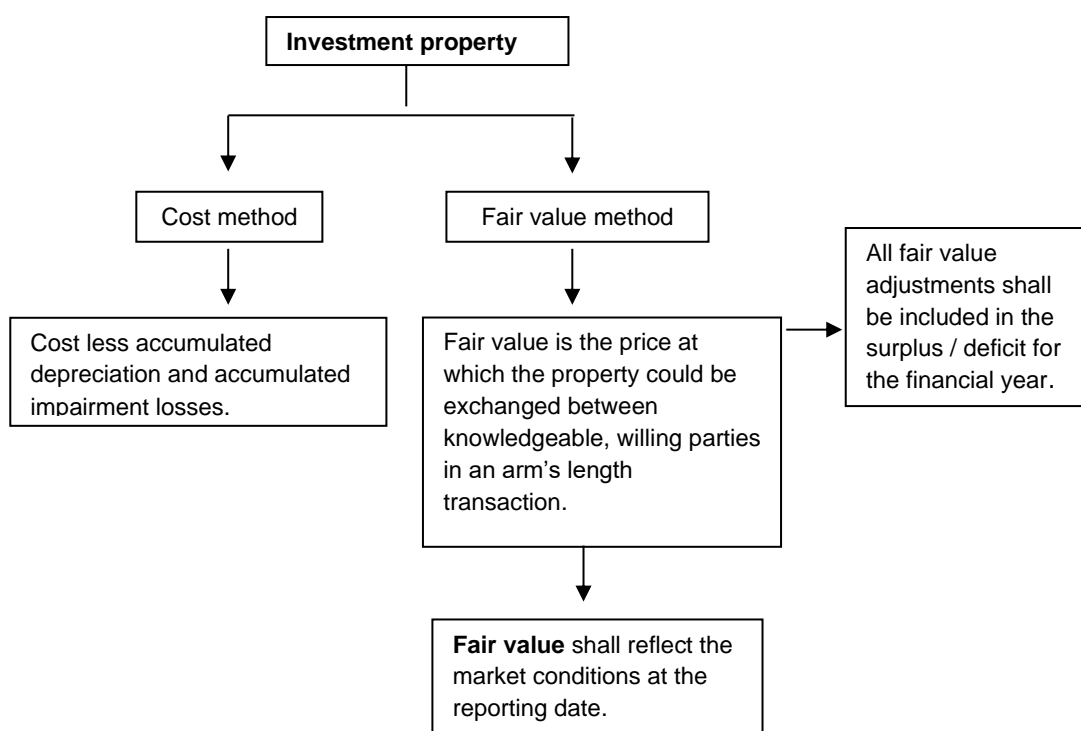 Investment property
Cost method
Fair value method
Cost less accumulated
depreciation and accumulated
impairment losses.
Fair value is the price at
which the property could be
exchanged between
knowledgeable, willing parties
in an arm’s length
transaction.
All fair value
adjustments shall
be included in the
surplus / deficit for
the financial year.
Fair value shall reflect the
market conditions at the
reporting date.